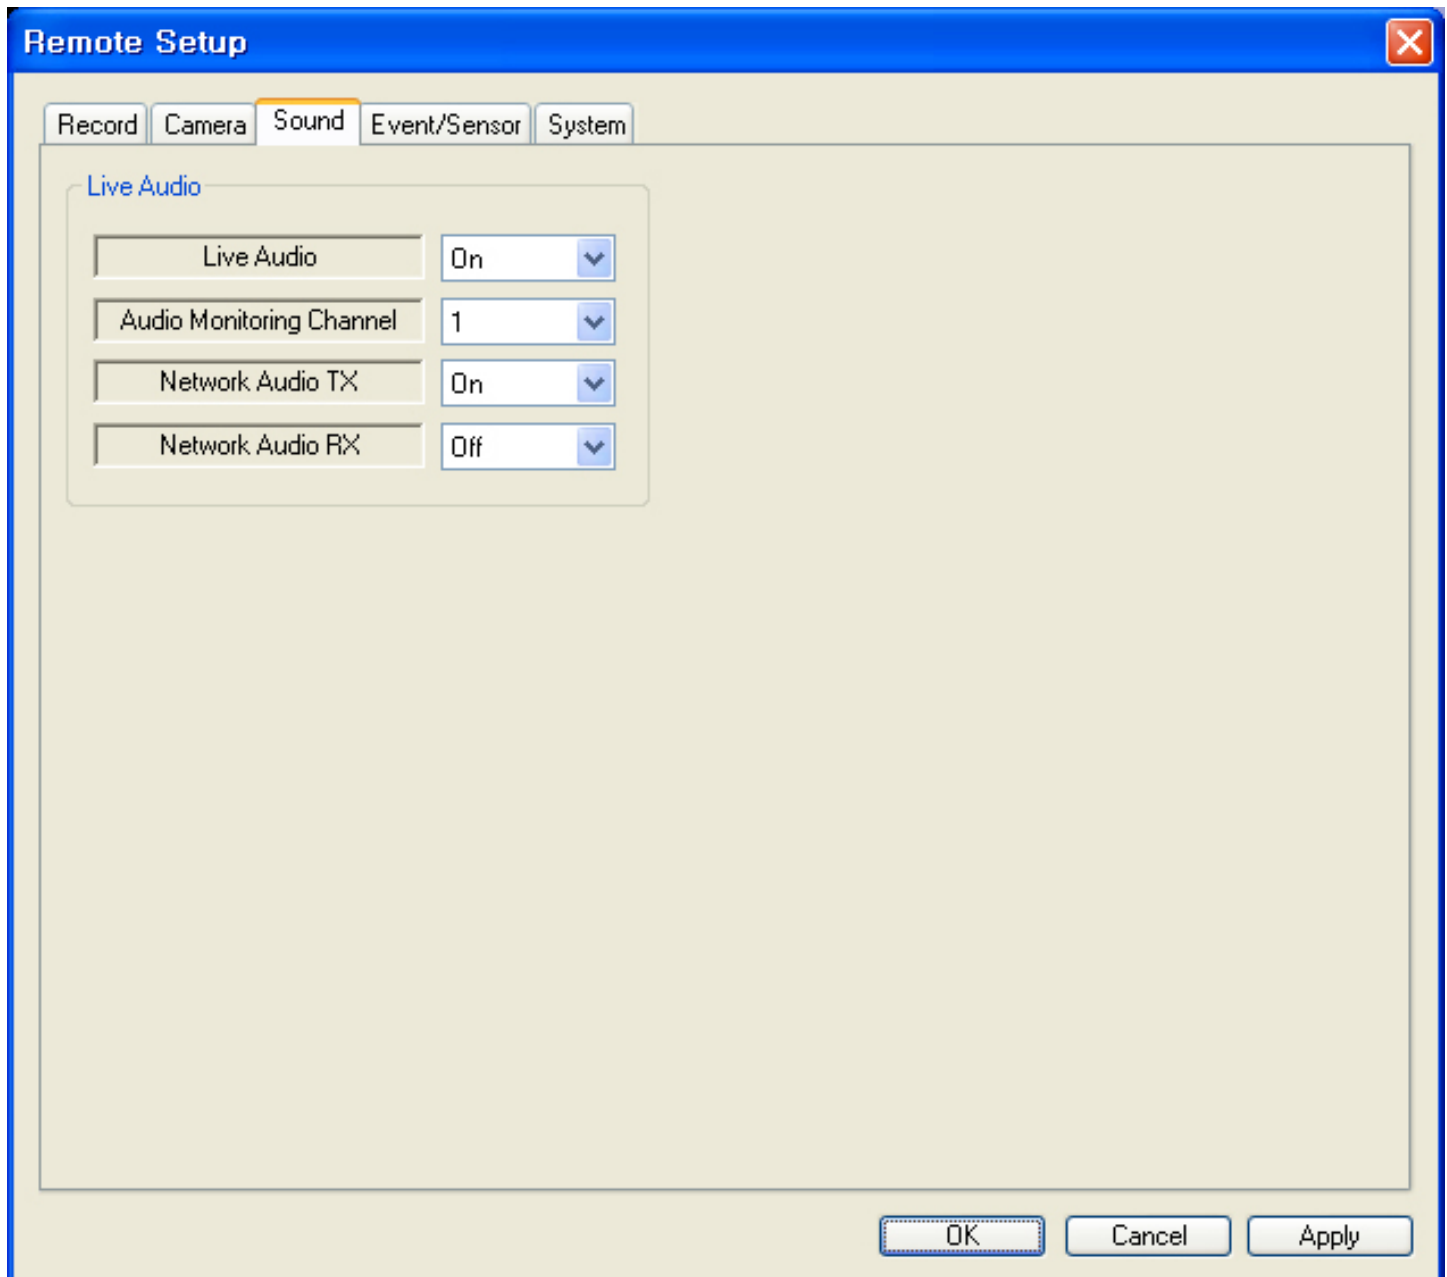 Remote Setup
Record Camera Sound Event/Sensor System
Live Audio
Live Audio On
Audio Monitoring Channel 1
Network Audio TX On
Network Audio RX Off
OK Cancel Apply